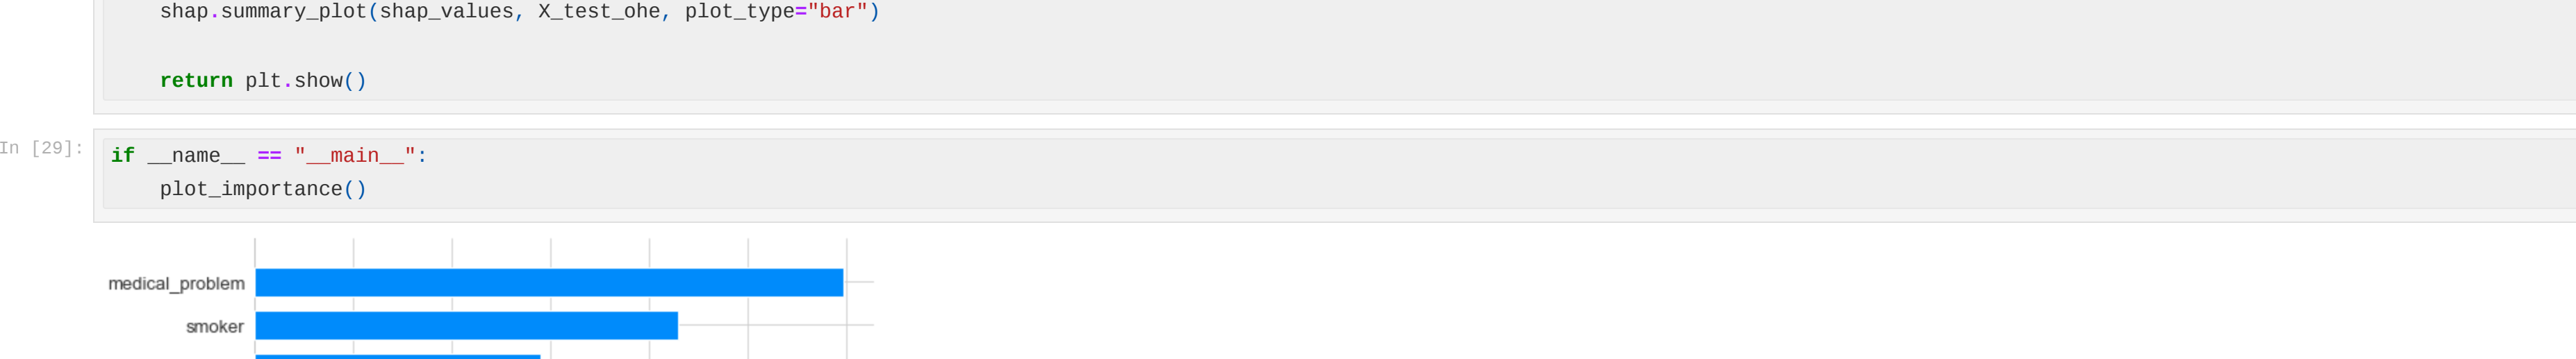 shap.summary_plot(shap_values, X_test_ohe, plot_type="bar")
return plt.show()
In [29]:
if __name__ == "__main__":
plot_importance()
medical_problem
smoker